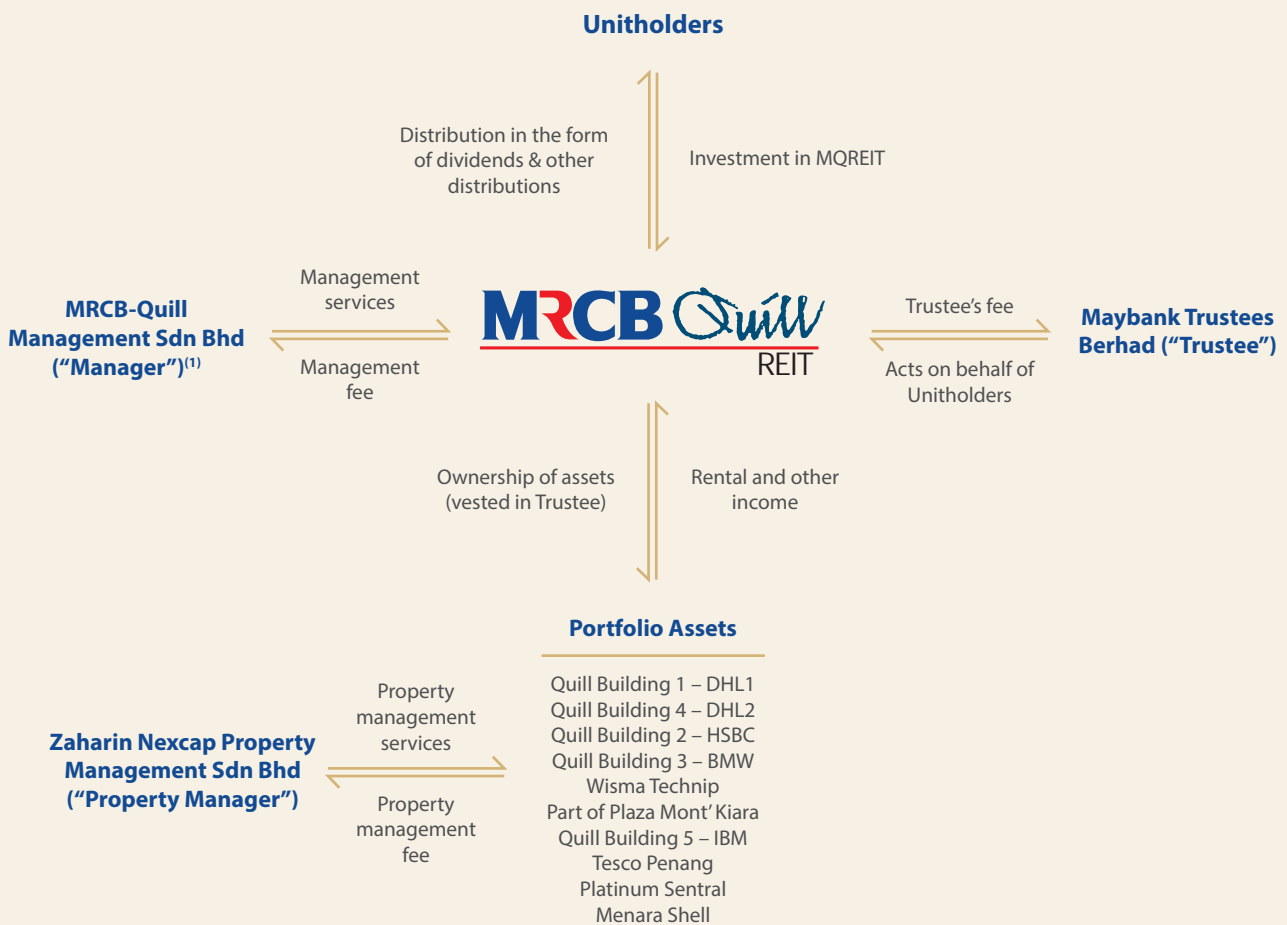 Unitholders
Distribution in the form
of dividends & other
distributions
Investment in MQREIT
MRCB-Quill
Management Sdn Bhd
(“Manager”)(1)
Management
services
Management
fee
MRCB Quill
REIT
Trustee’s fee
Acts on behalf of
Unitholders
Maybank Trustees
Berhad (“Trustee”)
Ownership of assets
(vested in Trustee)
Rental and other
income
Zaharin Nexcap Property
Management Sdn Bhd
(“Property Manager”)
Property
management
services
Property
management
fee
Portfolio Assets
Quill Building 1 – DHL1
Quill Building 4 – DHL2
Quill Building 2 – HSBC
Quill Building 3 – BMW
Wisma Technip
Part of Plaza Mont’ Kiara
Quill Building 5 – IBM
Tesco Penang
Platinum Sentral
Menara Shell